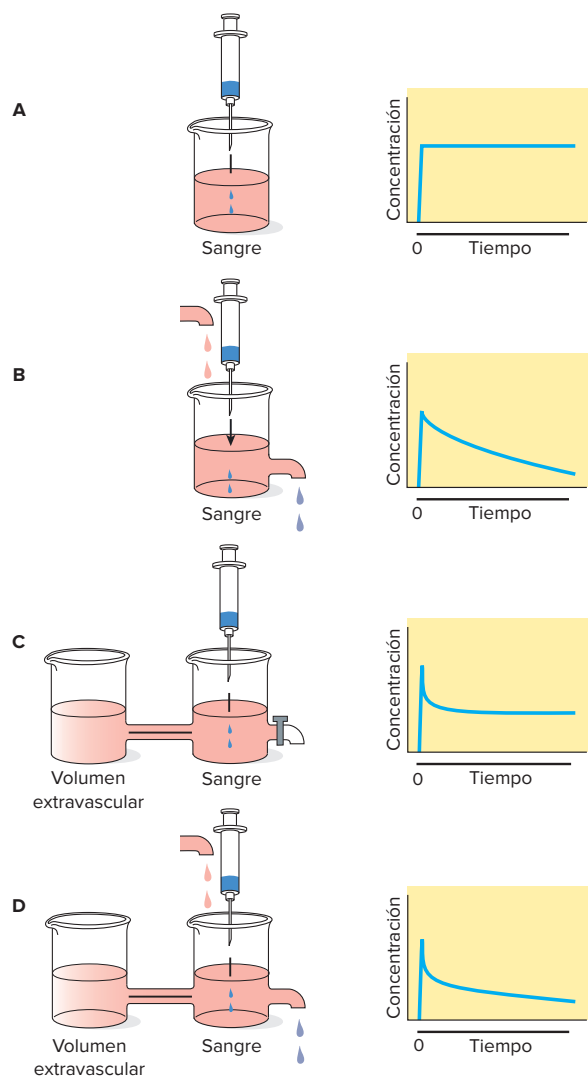 A
Sangre
Concentración
0
Tiempo
B
Sangre
Concentración
0
Tiempo
C
Volumen
extravascular
Sangre
Concentración
0
Tiempo
D
Volumen
extravascular
Sangre
Concentración
0
Tiempo